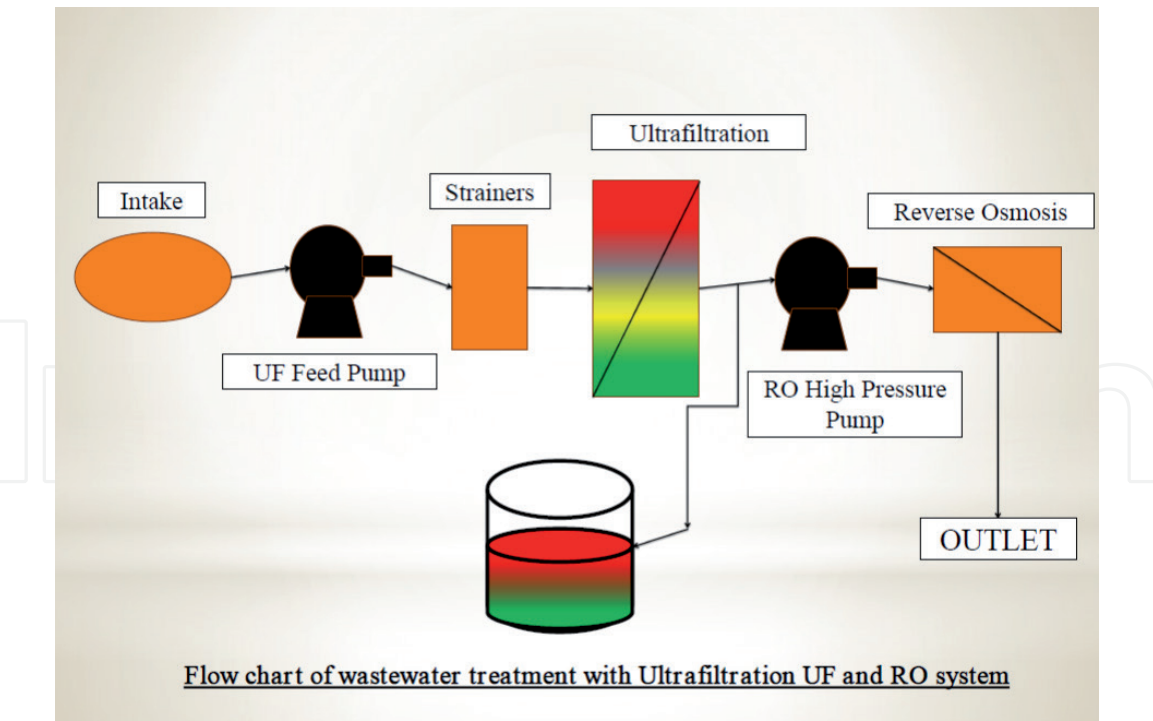 Ultrafiltration
Intake
Strainers
Reverse Osmosis
UF Feed Pump
RO High Pressure
Pump
OUTLET
Flow chart of wastewater treatment with Ultrafiltration UF and RO system